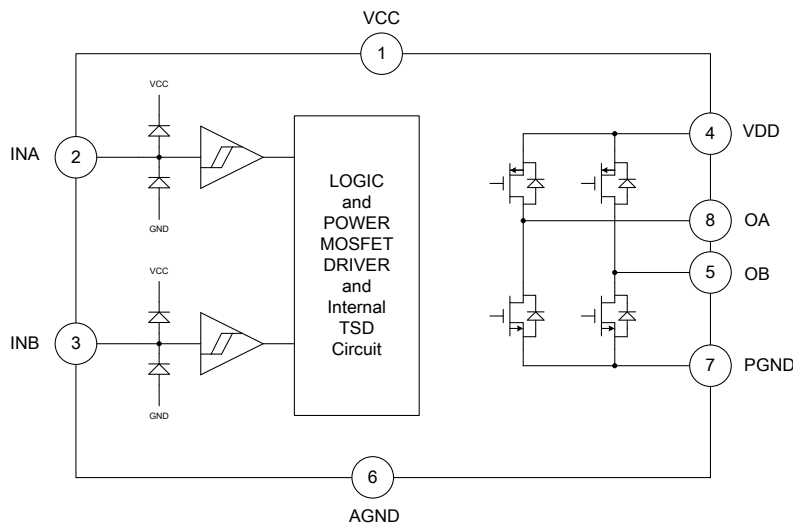 VCC
1
VCC
INA
2
GND
VCC
INB
3
GND
LOGIC
and
POWER
MOSFET
DRIVER
and
Internal
TSD
Circuit
4
VDD
8
OA
5
OB
7
PGND
6
AGND